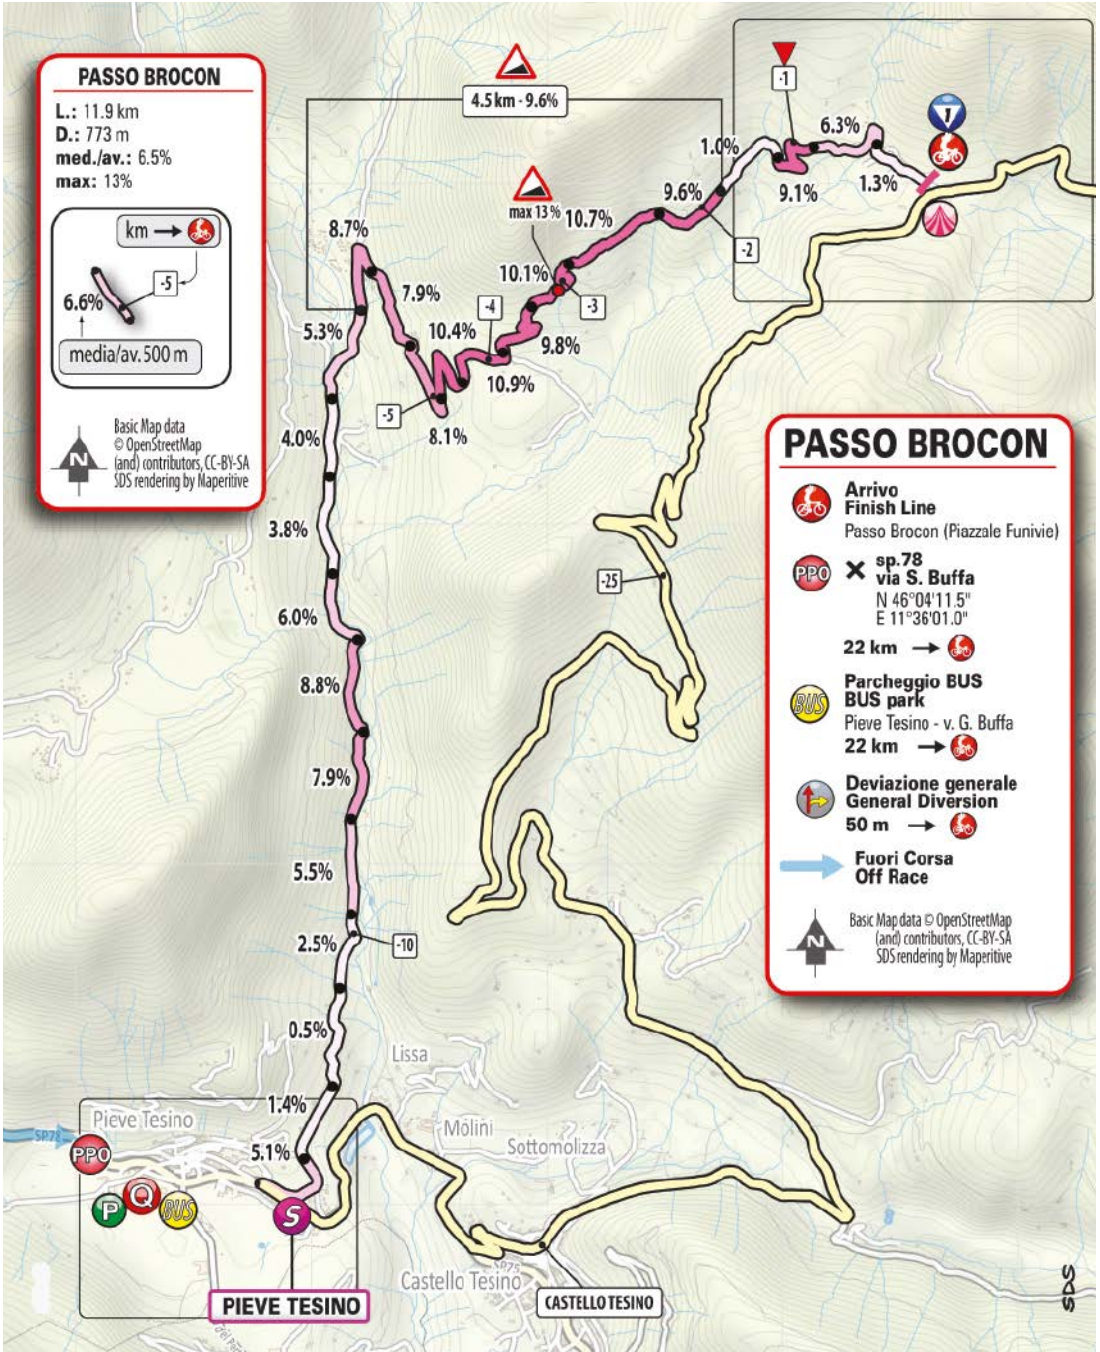 PASSO BROCON
L.: 11.9 km
D.: 773 m
med./av.: 6.5%
max: 13%
km
-5
6.6%
media/av. 500 m
Basic Map data
© OpenStreetMap
(and) contributors, CC-BY-SA
SDS rendering by Maperitive
N
4.5 km - 9.6%
-1
1
6.3%
1.0%
9.1%
1.3%
max 13%
9.6%
10.7%
-2
8.7%
10.1%
7.9%
-3
-4
5.3%
10.4%
9.8%
10.9%
-5
8.1%
4.0%
3.8%
-25
6.0%
8.8%
7.9%
5.5%
2.5%
-10
0.5%
Lissa
1.4%
Pieve Tesino
Mölini
SP.78
Sottomolizza
PPO
5.1%
P
Q
BUS
S
SP75
Castello Tesino
PIEVE TESINO
CASTELLO TESINO
PASSO BROCON
Arrivo
Finish Line
Passo Brocon (Piazzale Funivie)
PPO
sp.78
via S. Buffa
N 46°04'11.5"
E 11°36'01.0"
22 km
BUS
Parcheggio BUS
BUS park
Pieve Tesino - v. G. Buffa
22 km
Deviazione generale
General Diversion
50 m
Fuori Corsa
Off Race
Basic Map data © OpenStreetMap
(and) contributors, CC-BY-SA
SDS rendering by Maperitive
N
SDS